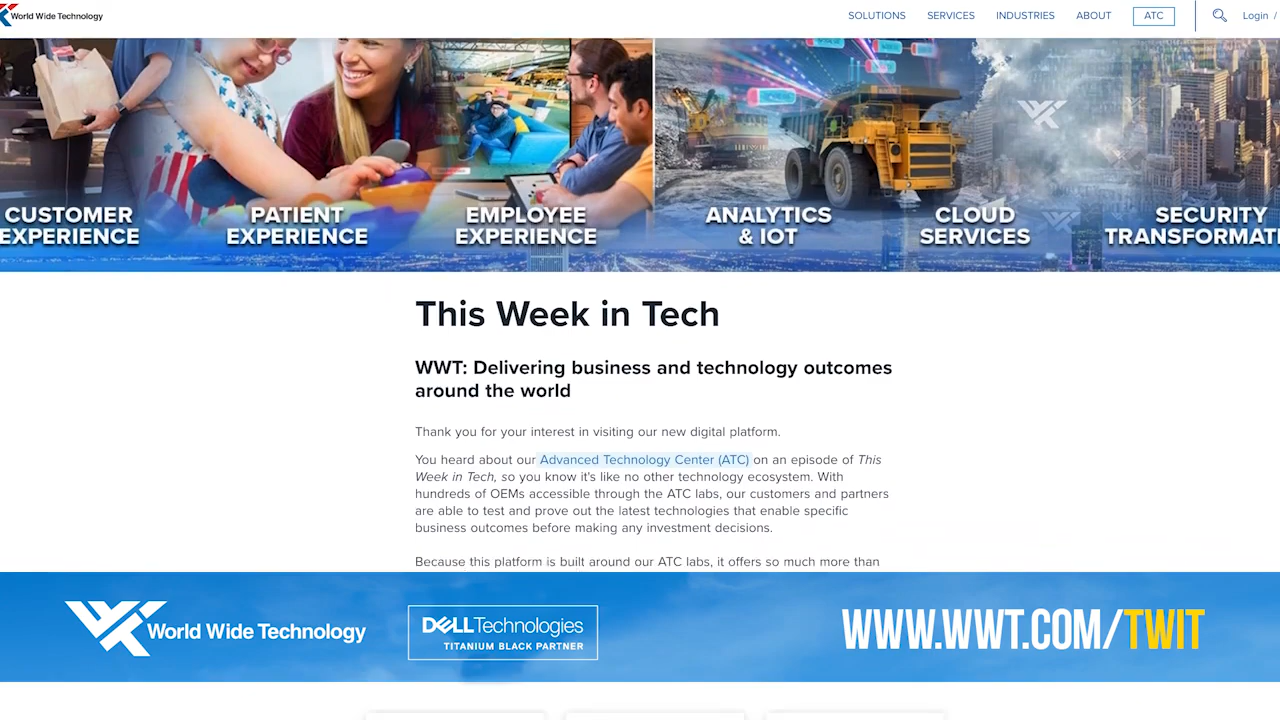 World Wide Technology
SOLUTIONS SERVICES INDUSTRIES ABOUT ATC Login /
CUSTOMER EXPERIENCE
PATIENT EXPERIENCE
EMPLOYEE EXPERIENCE
ANALYTICS & IOT
CLOUD SERVICES
SECURITY TRANSFORMATI
This Week in Tech
WWT: Delivering business and technology outcomes
around the world
Thank you for your interest in visiting our new digital platform.
You heard about our Advanced Technology Center (ATC) on an episode of This
Week in Tech, so you know it's like no other technology ecosystem. With
hundreds of OEMs accessible through the ATC labs, our customers and partners
are able to test and prove out the latest technologies that enable specific
business outcomes before making any investment decisions.
Because this platform is built around our ATC labs, it offers so much more than
World Wide Technology
DELLTechnologies
TITANIUM BLACK PARTNER
WWW.WWT.COM/TWIT